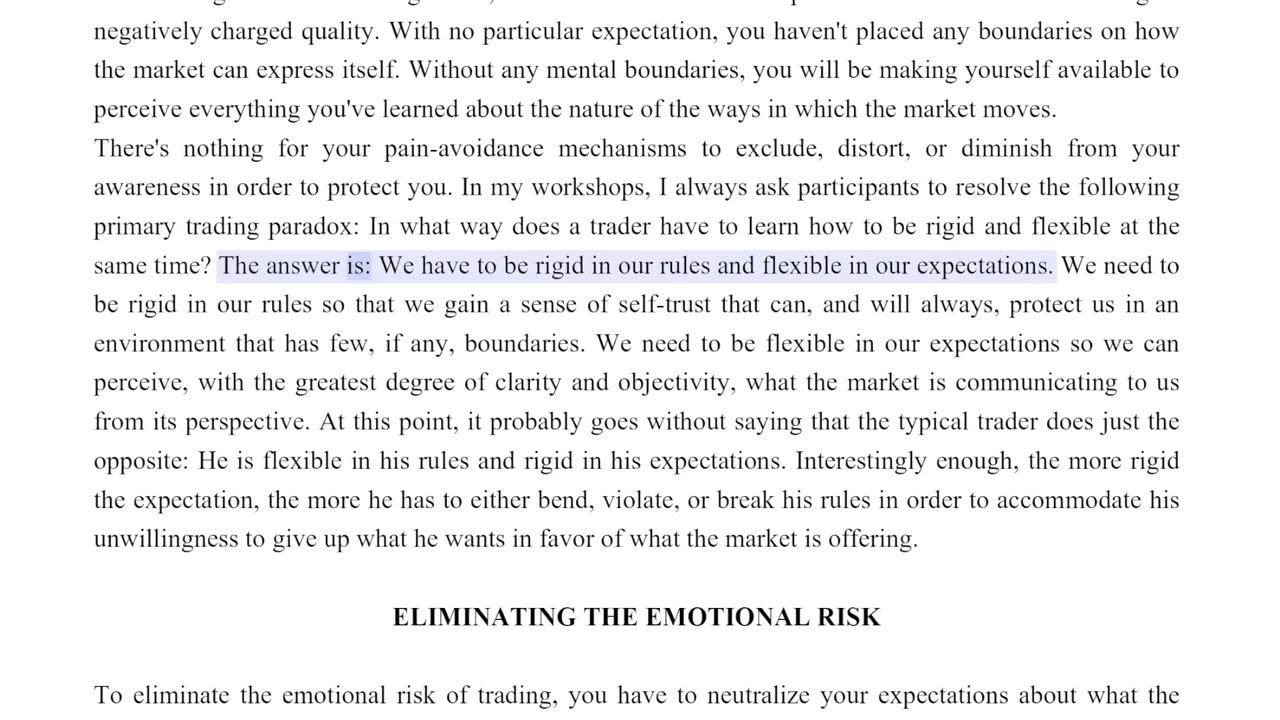 negatively charged quality. With no particular expectation, you haven't placed any boundaries on how
the market can express itself. Without any mental boundaries, you will be making yourself available to
perceive everything you've learned about the nature of the ways in which the market moves.
There's nothing for your pain-avoidance mechanisms to exclude, distort, or diminish from your
awareness in order to protect you. In my workshops, I always ask participants to resolve the following
primary trading paradox: In what way does a trader have to learn how to be rigid and flexible at the
same time? The answer is: We have to be rigid in our rules and flexible in our expectations. We need to
be rigid in our rules so that we gain a sense of self-trust that can, and will always, protect us in an
environment that has few, if any, boundaries. We need to be flexible in our expectations so we can
perceive, with the greatest degree of clarity and objectivity, what the market is communicating to us
from its perspective. At this point, it probably goes without saying that the typical trader does just the
opposite: He is flexible in his rules and rigid in his expectations. Interestingly enough, the more rigid
the expectation, the more he has to either bend, violate, or break his rules in order to accommodate his
unwillingness to give up what he wants in favor of what the market is offering.
ELIMINATING THE EMOTIONAL RISK
To eliminate the emotional risk of trading, you have to neutralize your expectations about what the